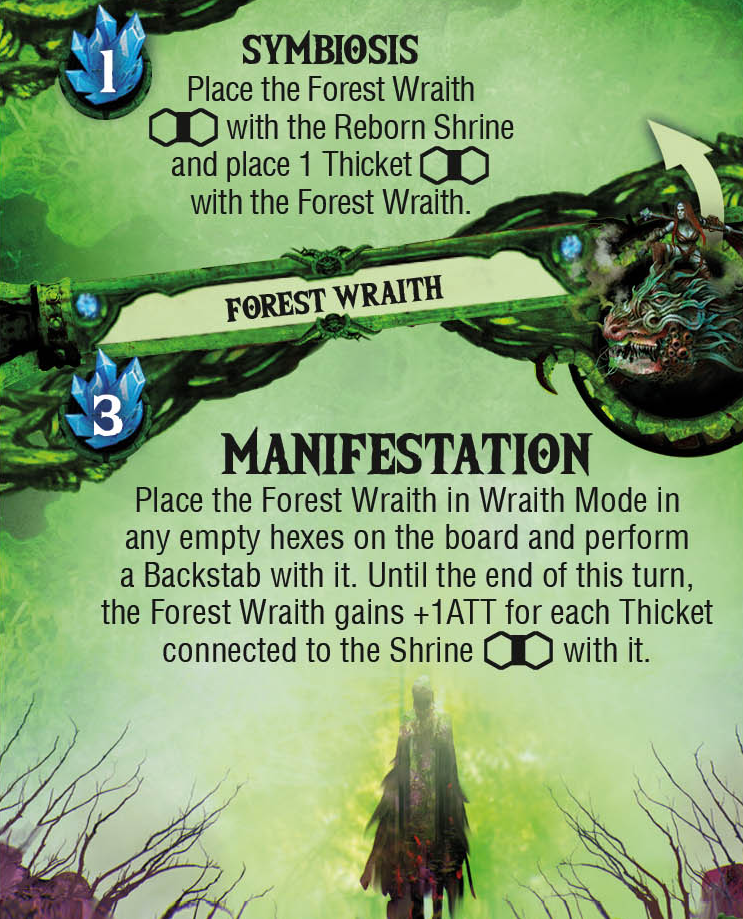 1
SYMBIOSIS
Place the Forest Wraith
with the Reborn Shrine
and place 1 Thicket
with the Forest Wraith.
FOREST WRAITH
3
MANIFESTATION
Place the Forest Wraith in Wraith Mode in
any empty hexes on the board and perform
a Backstab with it. Until the end of this turn,
the Forest Wraith gains +1ATT for each Thicket
connected to the Shrine with it.